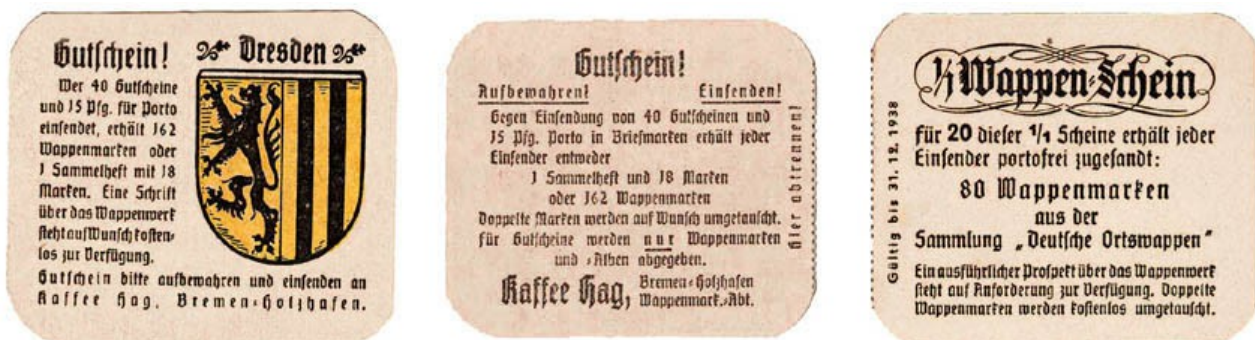 Gutschein!
Dresden
Wer 40 Gutscheine
und 15 Pfg. für Porto
einsendet, erhält 162
Wappenmarken oder
1 Sammelheft mit 18
Marken. Eine Schrift
über das Wappenwerk
steht auf Wunsch kosten-
los zur Verfügung.
Gutschein bitte aufbewahren und einsenden an
Kaffee Hag, Bremen-Holzhafen.
Gutschein!
Aufbewahren! Einsenden!
Gegen Einsendung von 40 Gutscheinen und
15 Pfg. Porto in Briefmarken erhält jeder
Einsender entweder
1 Sammelheft und 18 Marken
oder 162 Wappenmarken
Doppelte Marken werden auf Wunsch umgetauscht.
für Gutscheine werden nur Wappenmarken
und -Alben abgegeben.
Kaffee Hag, Bremen-Holzhafen
Wappenmark.-Abt.
Hier abtrennen!
Gültig bis 31. 12. 1938
1/1 Wappen-Schein
für 20 dieser 1/1 Scheine erhält jeder
Einsender portofrei zugesandt:
80 Wappenmarken
aus der
Sammlung „Deutsche Ortswappen"
Ein ausführlicher Prospekt über das Wappenwerk
steht auf Anforderung zur Verfügung. Doppelte
Wappenmarken werden kostenlos umgetauscht.